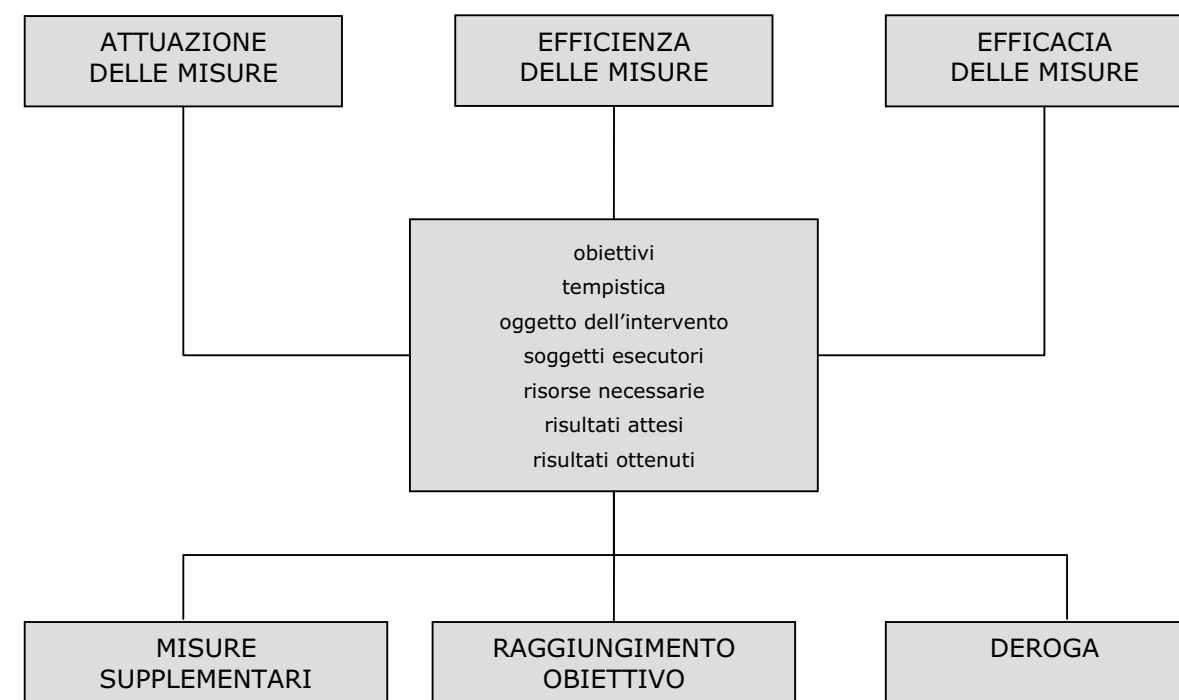 ATTUAZIONE
DELLE MISURE
EFFICIENZA
DELLE MISURE
EFFICACIA
DELLE MISURE
obiettivi
tempistica
oggetto dell’intervento
soggetti esecutori
risorse necessarie
risultati attesi
risultati ottenuti
MISURE
SUPPLEMENTARI
RAGGIUNGIMENTO
OBIETTIVO
DEROGA